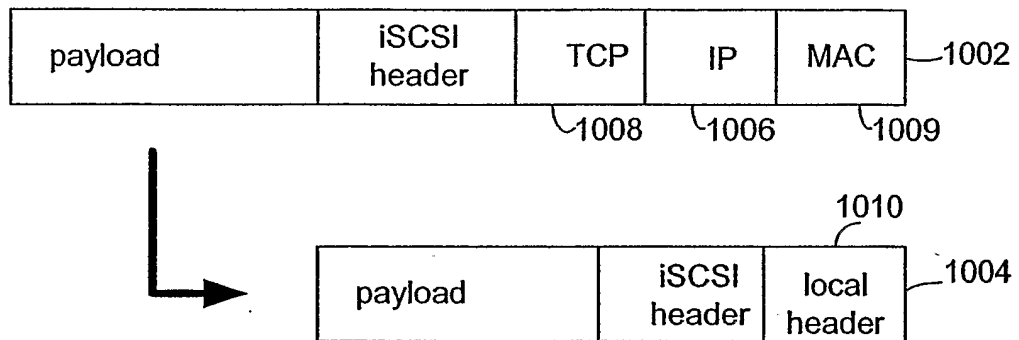 payload iSCSI header TCP IP MAC 1002
1008 1006 1009
1010
payload iSCSI header local header 1004